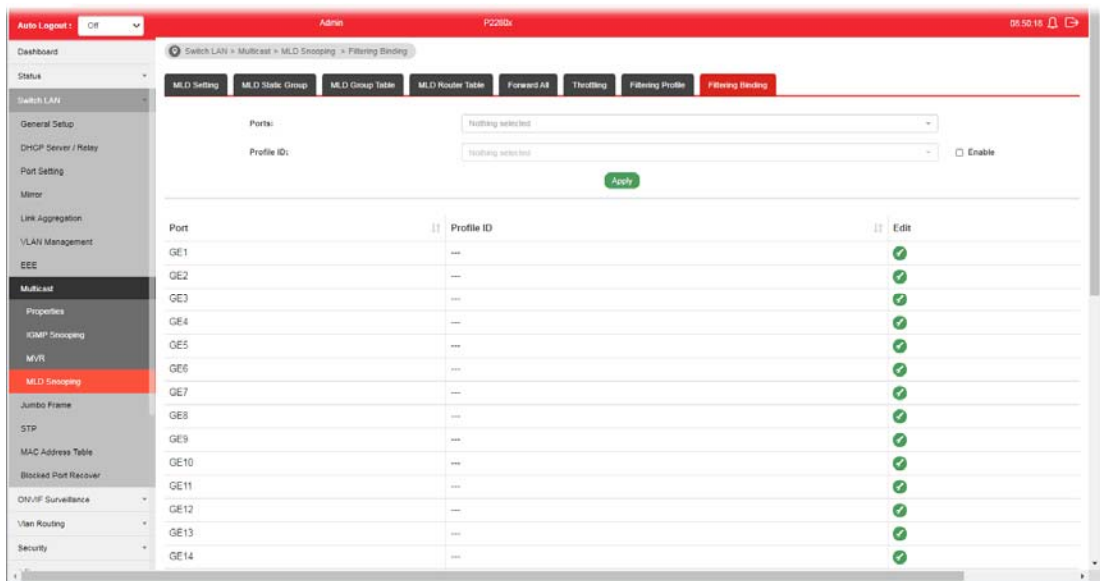 Auto Logout : Off Admin P2280x 08:50:16
Dashboard
Status
Switch LAN
General Setup
DHCP Server / Relay
Port Setting
Mirror
Link Aggregation
VLAN Management
EEE
Multicast
Properties
IGMP Snooping
MVR
MLD Snooping
Jumbo Frame
STP
MAC Address Table
Blocked Port Recover
ONVIF Surveillance
Vlan Routing
Security
Switch LAN » Multicast » MLD Snooping » Filtering Binding
MLD Setting MLD Static Group MLD Group Table MLD Router Table Forward All Throttling Filtering Profile Filtering Binding
Ports: Nothing selected
Profile ID: Nothing selected Enable
Apply
Port Profile ID Edit
GE1 ---
GE2 ---
GE3 ---
GE4 ---
GE5 ---
GE6 ---
GE7 ---
GE8 ---
GE9 ---
GE10 ---
GE11 ---
GE12 ---
GE13 ---
GE14 ---